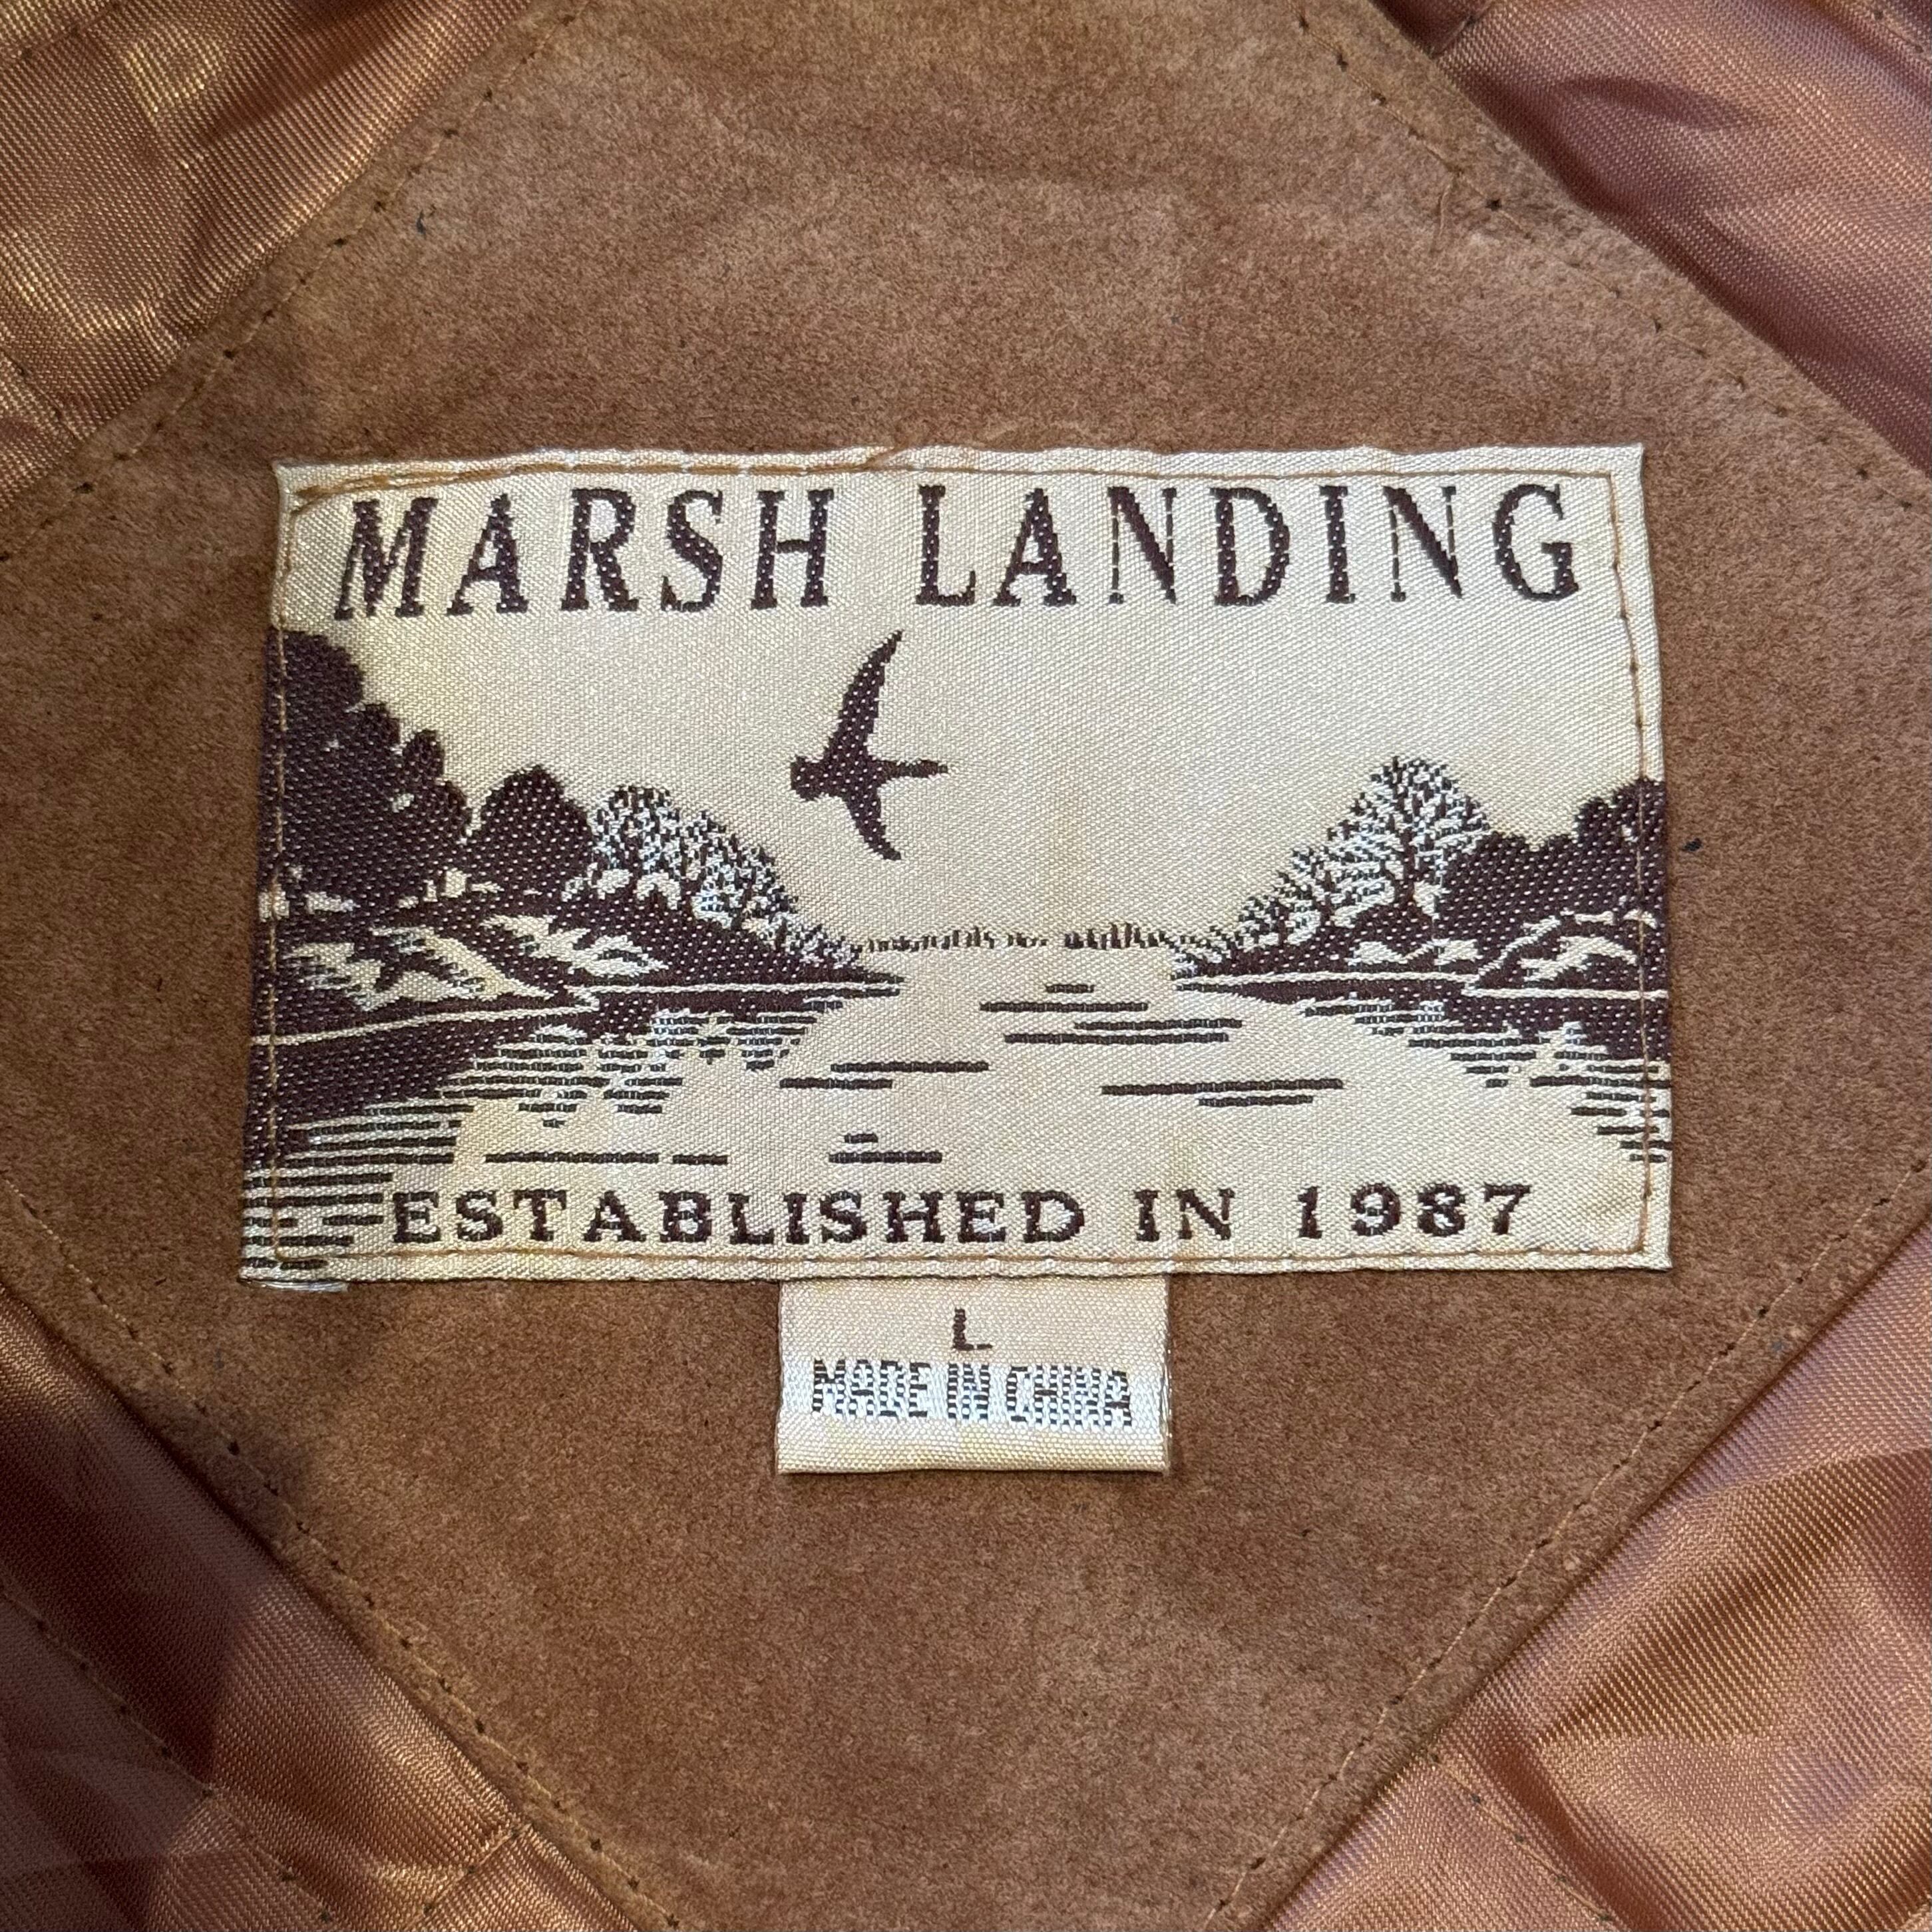 MARSH LANDING
ESTABLISHED IN 1987
L
MADE IN CHINA